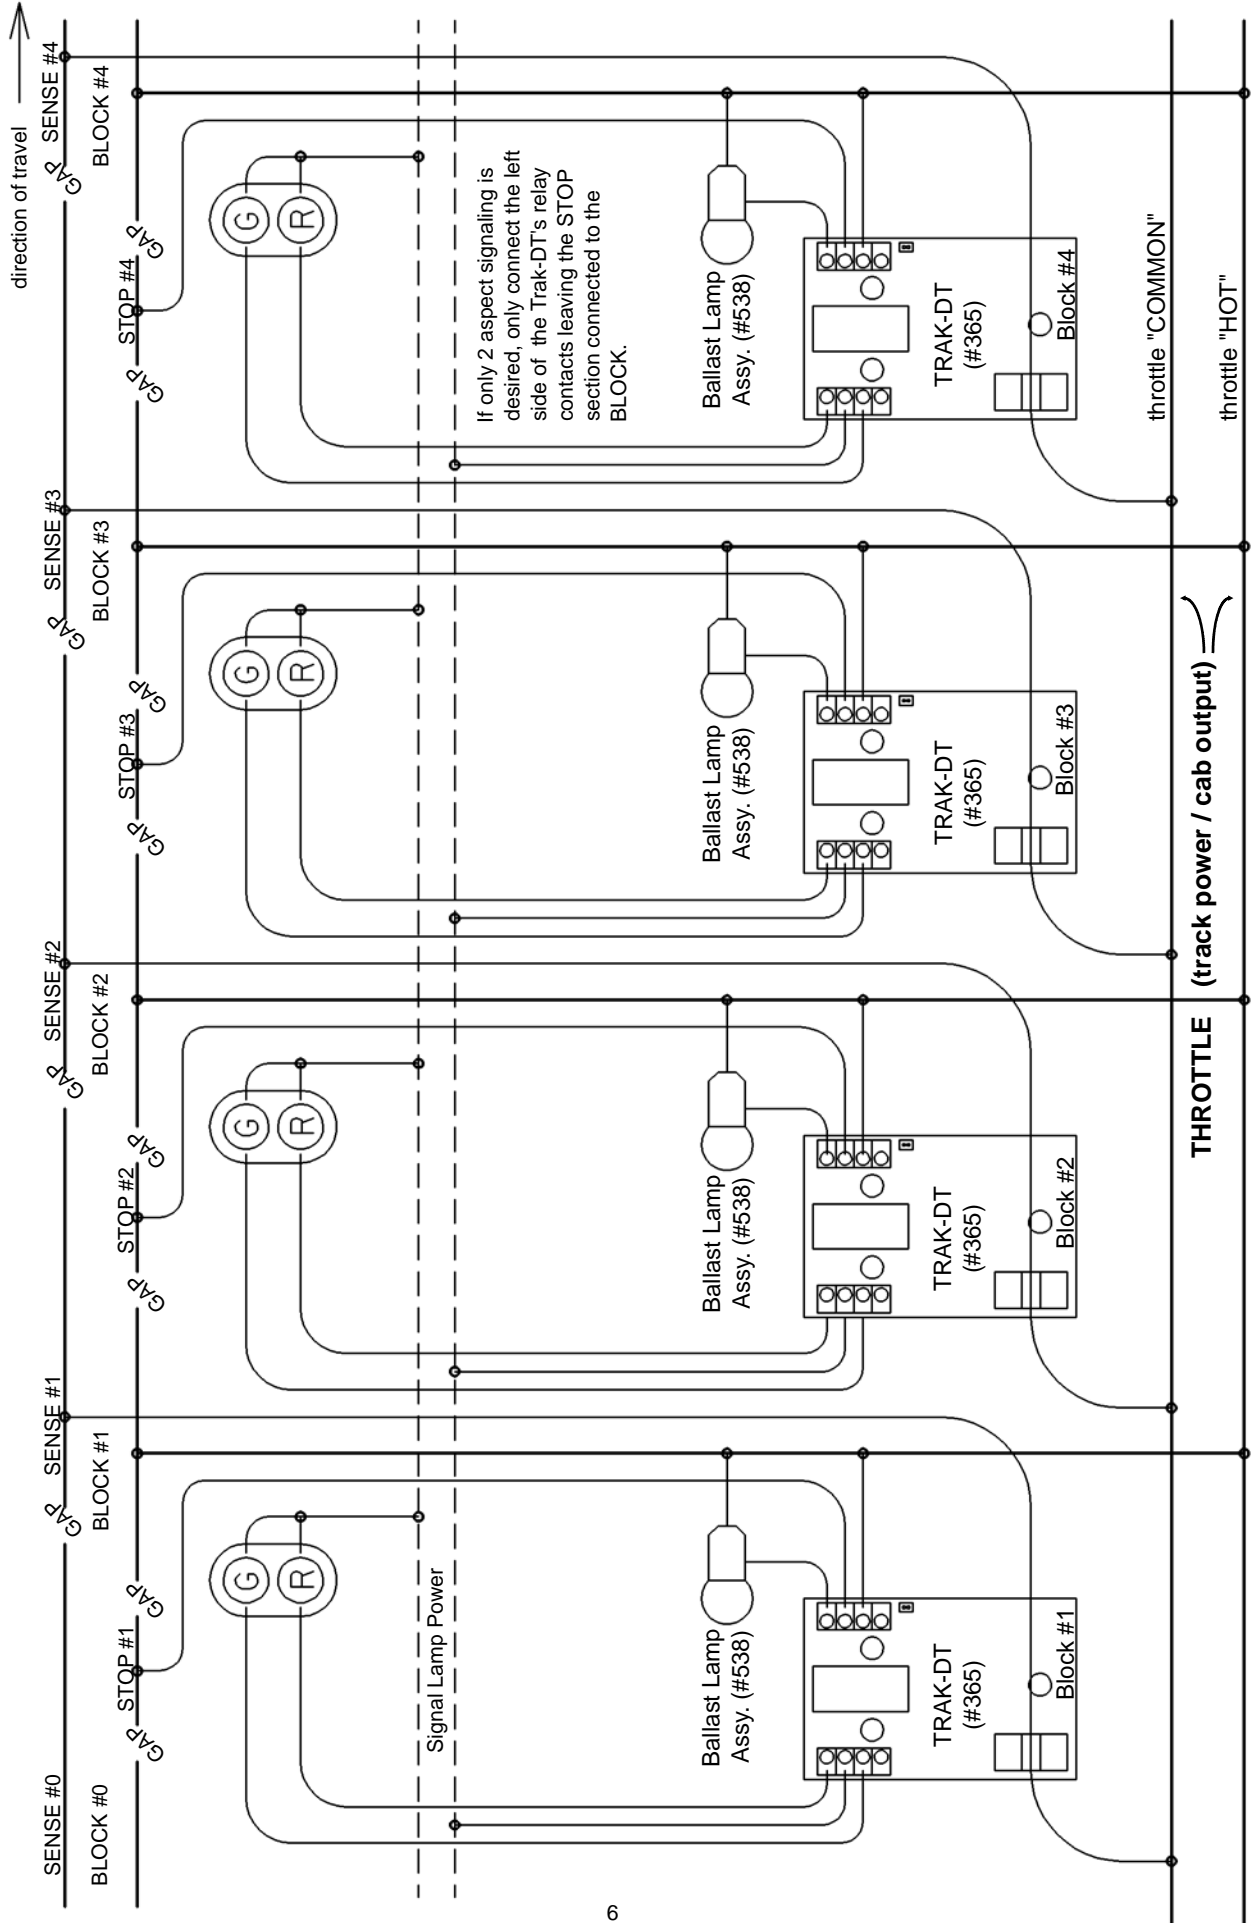 direction of travel
SENSE #0
GAP
SENSE #1
GAP
SENSE #2
GAP
SENSE #3
GAP
SENSE #4
BLOCK #0
BLOCK #1
BLOCK #2
BLOCK #3
BLOCK #4
GAP
STOP #1
GAP
GAP
STOP #2
GAP
GAP
STOP #3
GAP
GAP
STOP #4
GAP
G
R
G
R
G
R
G
R
Signal Lamp Power
If only 2 aspect signaling is
desired, only connect the left
side of the Trak-DT's relay
contacts leaving the STOP
section connected to the
BLOCK.
Ballast Lamp
Assy. (#538)
Ballast Lamp
Assy. (#538)
Ballast Lamp
Assy. (#538)
Ballast Lamp
Assy. (#538)
TRAK-DT
(#365)
Block #1
TRAK-DT
(#365)
Block #2
TRAK-DT
(#365)
Block #3
TRAK-DT
(#365)
Block #4
throttle "COMMON"
THROTTLE (track power / cab output)
throttle "HOT"
6